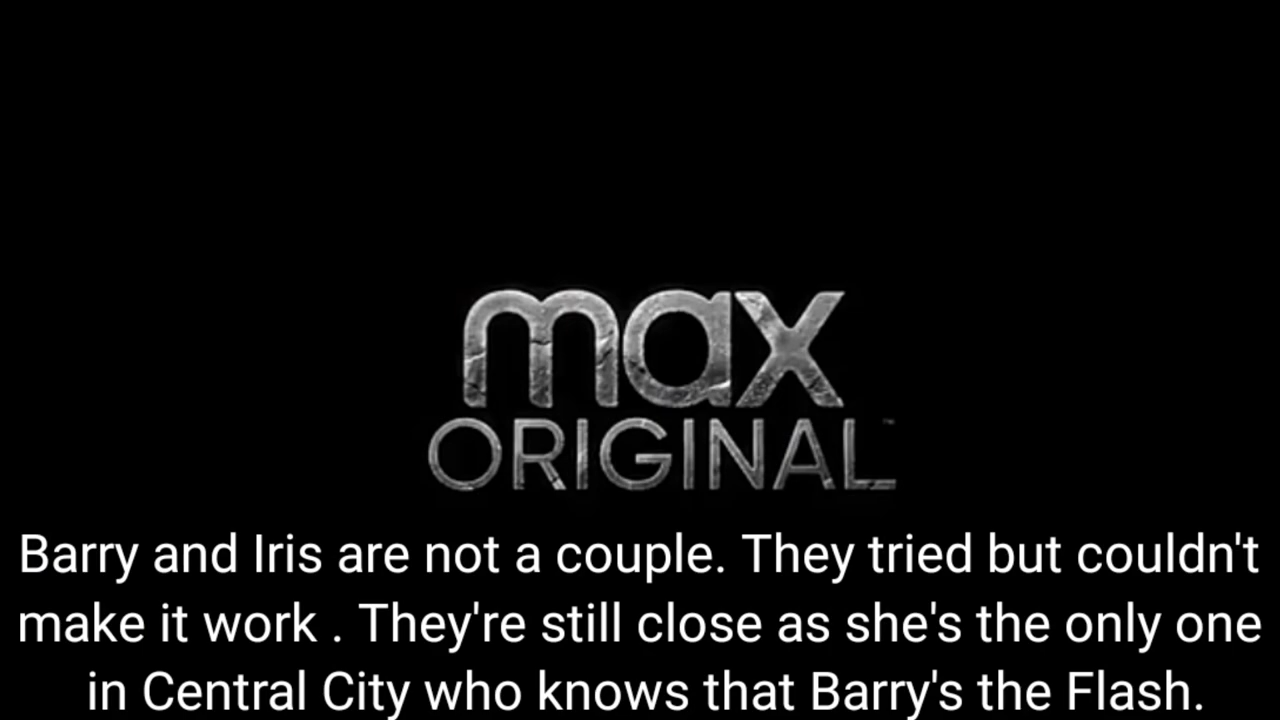 max
ORIGINAL™
Barry and Iris are not a couple. They tried but couldn't
make it work . They're still close as she's the only one
in Central City who knows that Barry's the Flash.